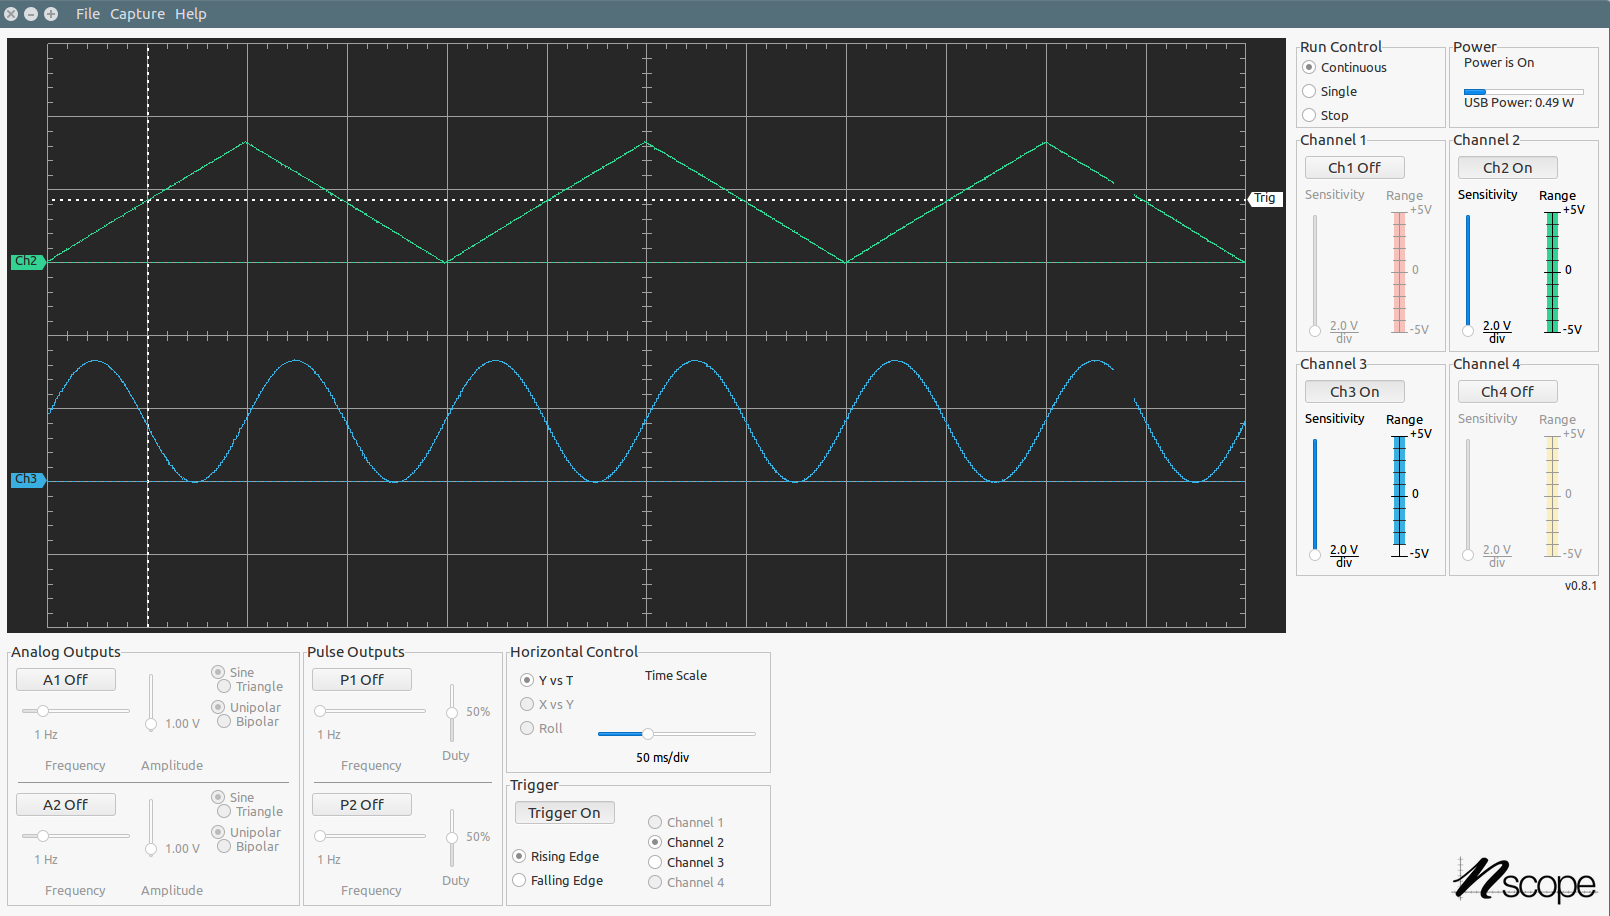 File Capture Help
Trig
Ch2
Ch3
Run Control
Continuous
Single
Stop
Power
Power is On
USB Power: 0.49 W
Channel 1
Ch1 Off
Sensitivity
Range
+5V
0
-5V
2.0 V
div
Channel 2
Ch2 On
Sensitivity
Range
+5V
0
-5V
2.0 V
div
Channel 3
Ch3 On
Sensitivity
Range
+5V
0
-5V
2.0 V
div
Channel 4
Ch4 Off
Sensitivity
Range
+5V
0
-5V
2.0 V
div
v0.8.1
Analog Outputs
A1 Off
1 Hz
Frequency
1.00 V
Amplitude
Sine
Triangle
Unipolar
Bipolar
A2 Off
1 Hz
Frequency
1.00 V
Amplitude
Sine
Triangle
Unipolar
Bipolar
Pulse Outputs
P1 Off
1 Hz
Frequency
50%
Duty
P2 Off
1 Hz
Frequency
50%
Duty
Horizontal Control
Y vs T
X vs Y
Roll
Time Scale
50 ms/div
Trigger
Trigger On
Rising Edge
Falling Edge
Channel 1
Channel 2
Channel 3
Channel 4
nscope